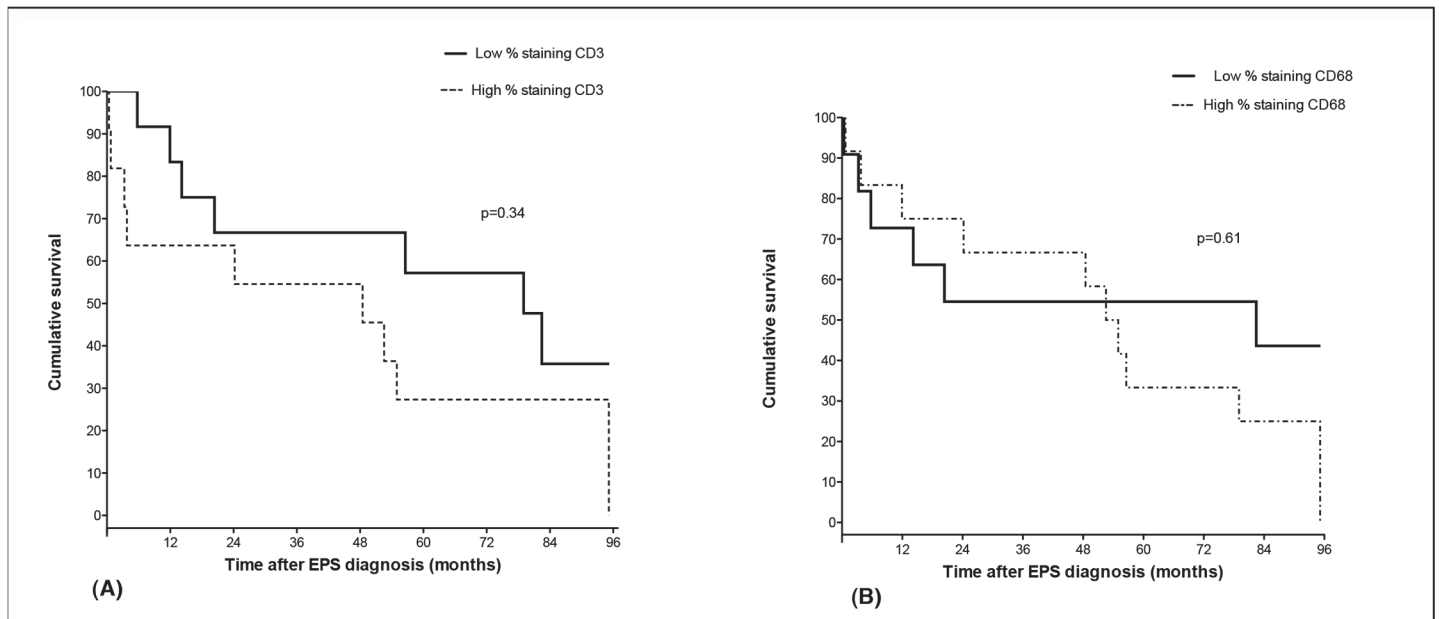 Low % staining CD3
High % staining CD3
100
90
80
70
60
50
40
30
20
10
0
Cumulative survival
p=0.34
12 24 36 48 60 72 84 96
Time after EPS diagnosis (months)
(A)
Low % staining CD68
High % staining CD68
100
90
80
70
60
50
40
30
20
10
0
Cumulative survival
p=0.61
12 24 36 48 60 72 84 96
Time after EPS diagnosis (months)
(B)